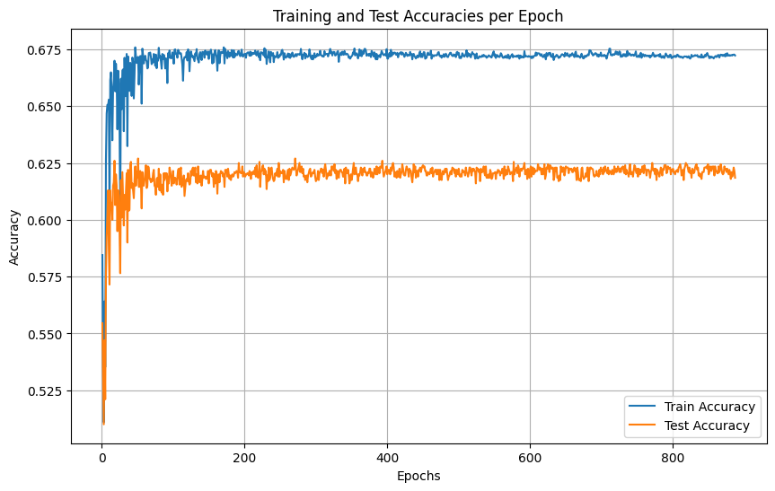 Training and Test Accuracies per Epoch
0.675
0.650
0.625
0.600
0.575
0.550
0.525
Accuracy
0
200
400
600
800
Epochs
Train Accuracy
Test Accuracy